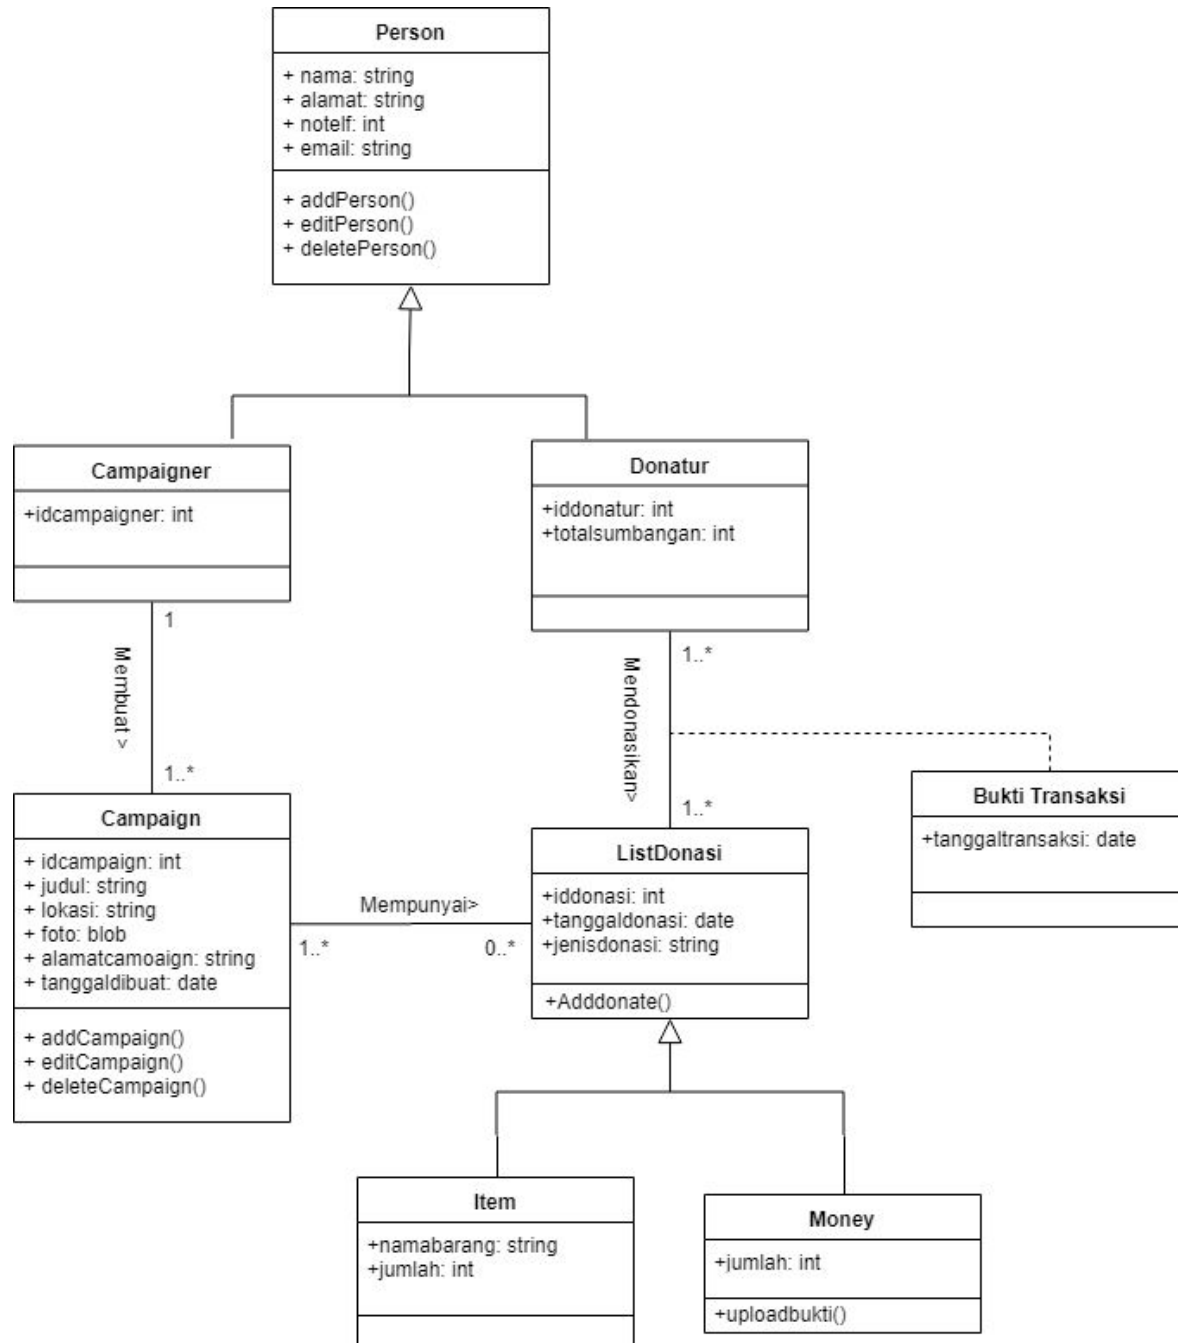 Person
+ nama: string
+ alamat: string
+ notelf: int
+ email: string
+ addPerson()
+ editPerson()
+ deletePerson()
Campaigner
+idcampaigner: int
Donatur
+iddonatur: int
+totalsumbangan: int
1
Membuat >
1..*
1..*
Mendonasikan>
1..*
Bukti Transaksi
+tanggaltransaksi: date
Campaign
+ idcampaign: int
+ judul: string
+ lokasi: string
+ foto: blob
+ alamatcamoaign: string
+ tanggaldibuat: date
+ addCampaign()
+ editCampaign()
+ deleteCampaign()
Mempunyai>
1..*
0..*
ListDonasi
+iddonasi: int
+tanggaldonasi: date
+jenisdonasi: string
+Adddonate()
Item
+namabarang: string
+jumlah: int
Money
+jumlah: int
+uploadbukti()